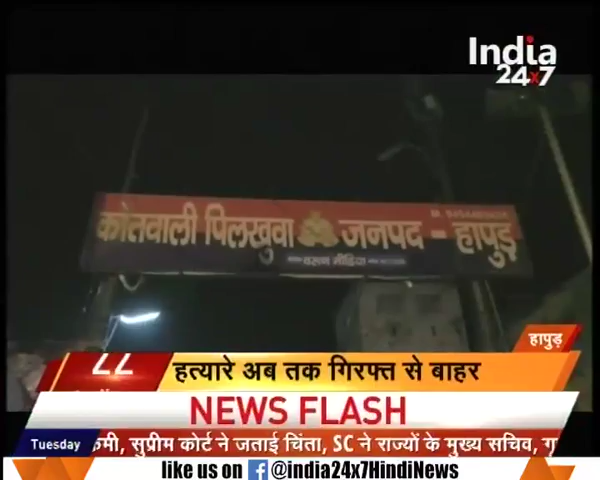 India
24x7
कोतवाली पिलखुवा जनपद - हापुड़
वरुण मीडिया
हापुड़
हत्यारे अब तक गिरफ्त से बाहर
NEWS FLASH
Tuesday
सुप्रीम कोर्ट ने जताई चिंता, SC ने राज्यों के मुख्य सचिव,
like us on @india24x7HindiNews